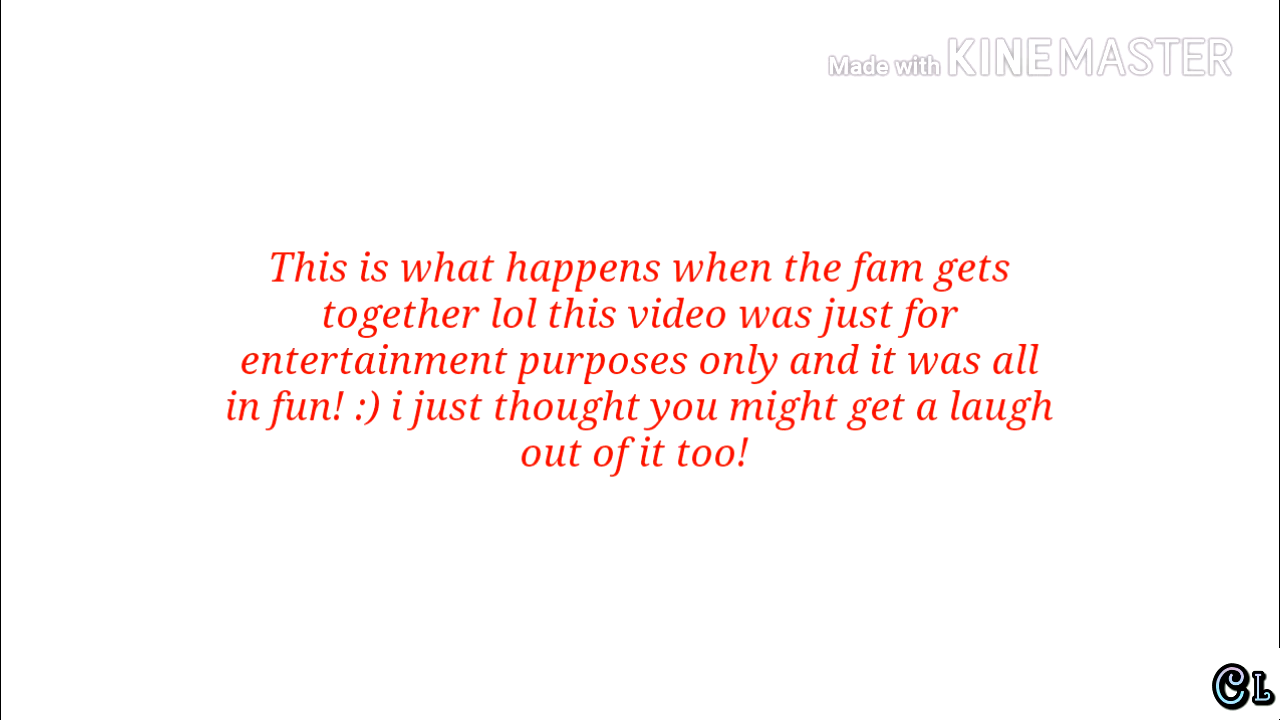 Made with KINEMASTER
This is what happens when the fam gets
together lol this video was just for
entertainment purposes only and it was all
in fun! :) i just thought you might get a laugh
out of it too!
CL